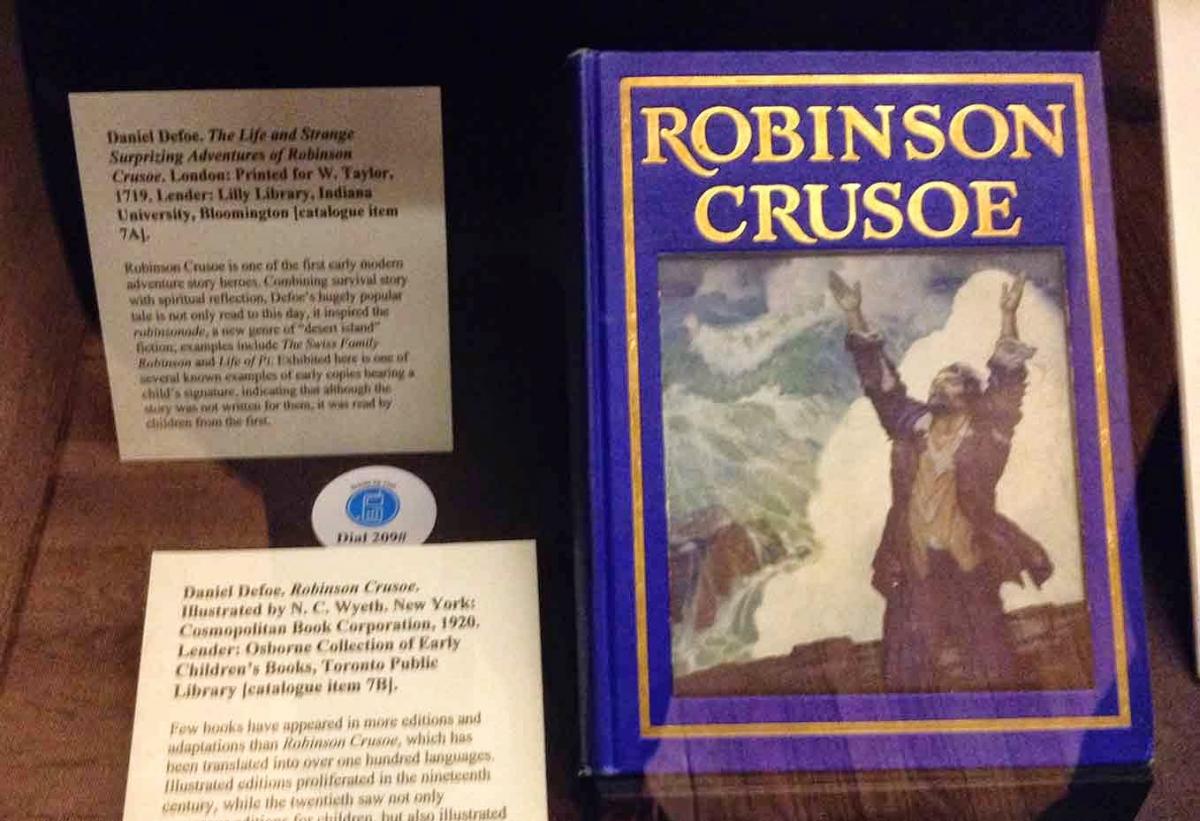 Daniel Defoe. The Life and Strange
Surprizing Adventures of Robinson
Crusoe. London: Printed for W. Taylor,
1719. Lender: Lilly Library, Indiana
University, Bloomington [catalogue item
7A].
Robinson Crusoe is one of the first early modern
adventure story heroes. Combining survival story
with spiritual reflection, Defoe's hugely popular
tale is not only read to this day, it inspired the
robinsonade, a new genre of "desert island"
fiction; examples include The Swiss Family
Robinson and Life of Pi. Exhibited here is one of
several known examples of early copies bearing a
child's signature, indicating that although the
story was not written for them, it was read by
children from the first.
Dial 209#
Daniel Defoe. Robinson Crusoe.
Illustrated by N. C. Wyeth. New York:
Cosmopolitan Book Corporation, 1920.
Lender: Osborne Collection of Early
Children's Books, Toronto Public
Library [catalogue item 7B].
Few books have appeared in more editions and
adaptations than Robinson Crusoe, which has
been translated into over one hundred languages.
Illustrated editions proliferated in the nineteenth
century, while the twentieth saw not only
editions for children, but also illustrated
ROBINSON
CRUSOE